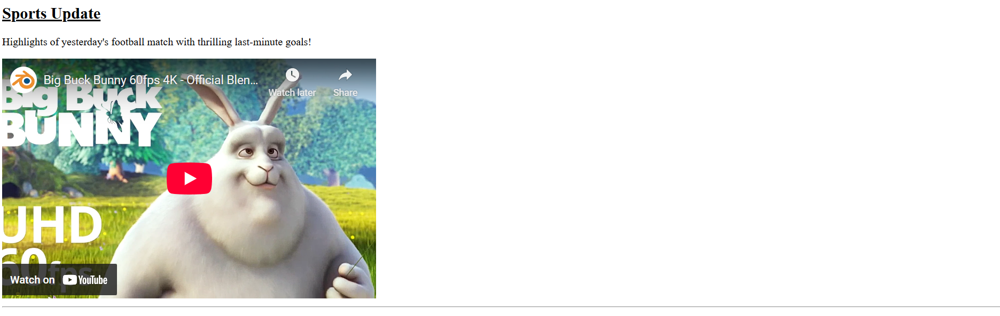 Sports Update
Highlights of yesterday's football match with thrilling last-minute goals!
Big Buck Bunny 60fps 4K - Official Blen...
Watch later
Share
Big Buck
BUNNY
UHD
60fps
Watch on YouTube